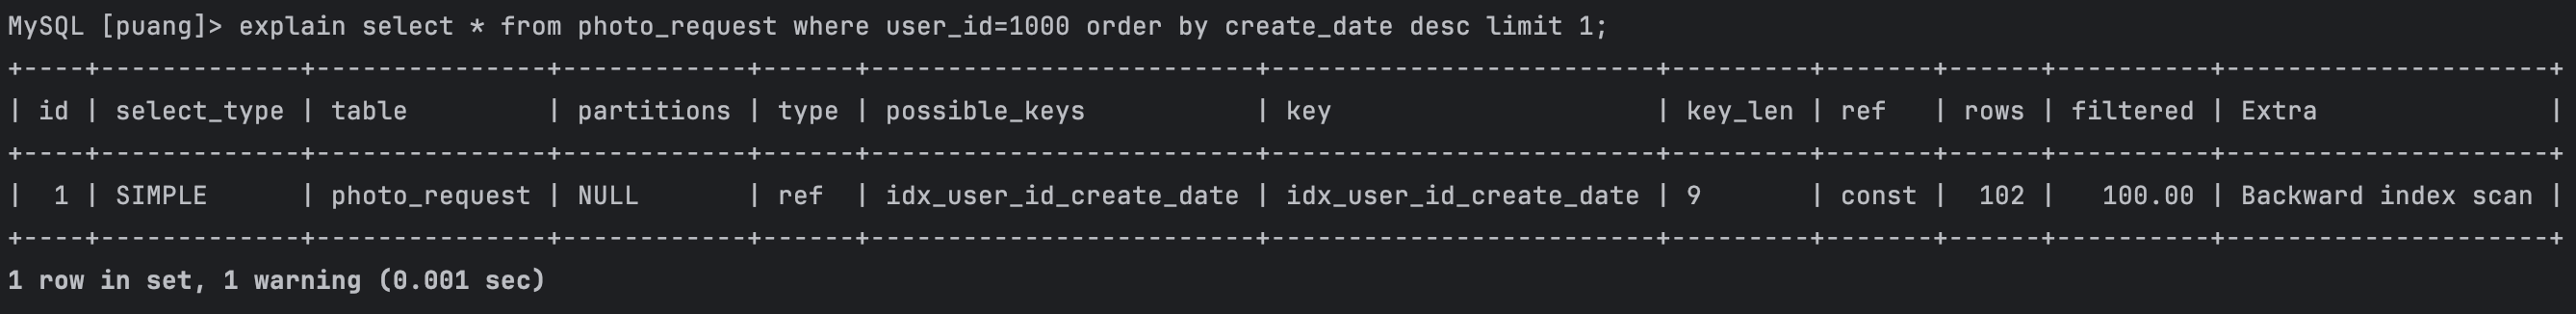 MySQL [puang]> explain select * from photo_request where user_id=1000 order by create_date desc limit 1;
+----+-------------+---------------+------------+------+-------------------------+-------------------------+---------+-------+------+----------+---------------------+
| id | select_type | table         | partitions | type | possible_keys           | key                     | key_len | ref   | rows | filtered | Extra               |
+----+-------------+---------------+------------+------+-------------------------+-------------------------+---------+-------+------+----------+---------------------+
|  1 | SIMPLE      | photo_request | NULL       | ref  | idx_user_id_create_date | idx_user_id_create_date | 9       | const |  102 |   100.00 | Backward index scan |
+----+-------------+---------------+------------+------+-------------------------+-------------------------+---------+-------+------+----------+---------------------+
1 row in set, 1 warning (0.001 sec)